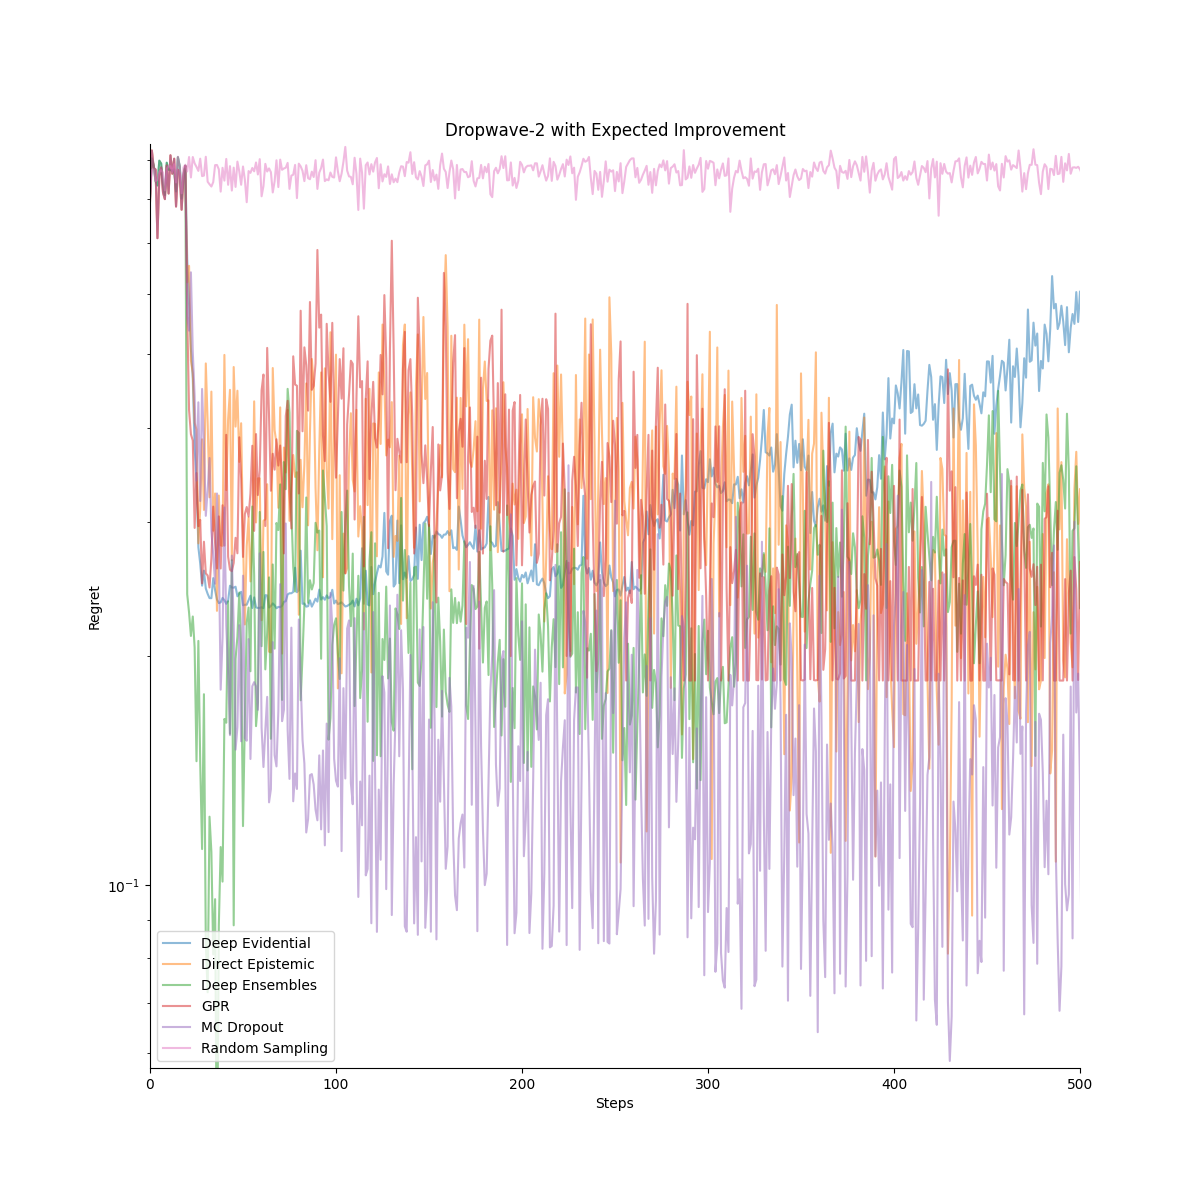 Dropwave-2 with Expected Improvement
Regret
10⁻¹
Deep Evidential
Direct Epistemic
Deep Ensembles
GPR
MC Dropout
Random Sampling
0 100 200 300 400 500
Steps